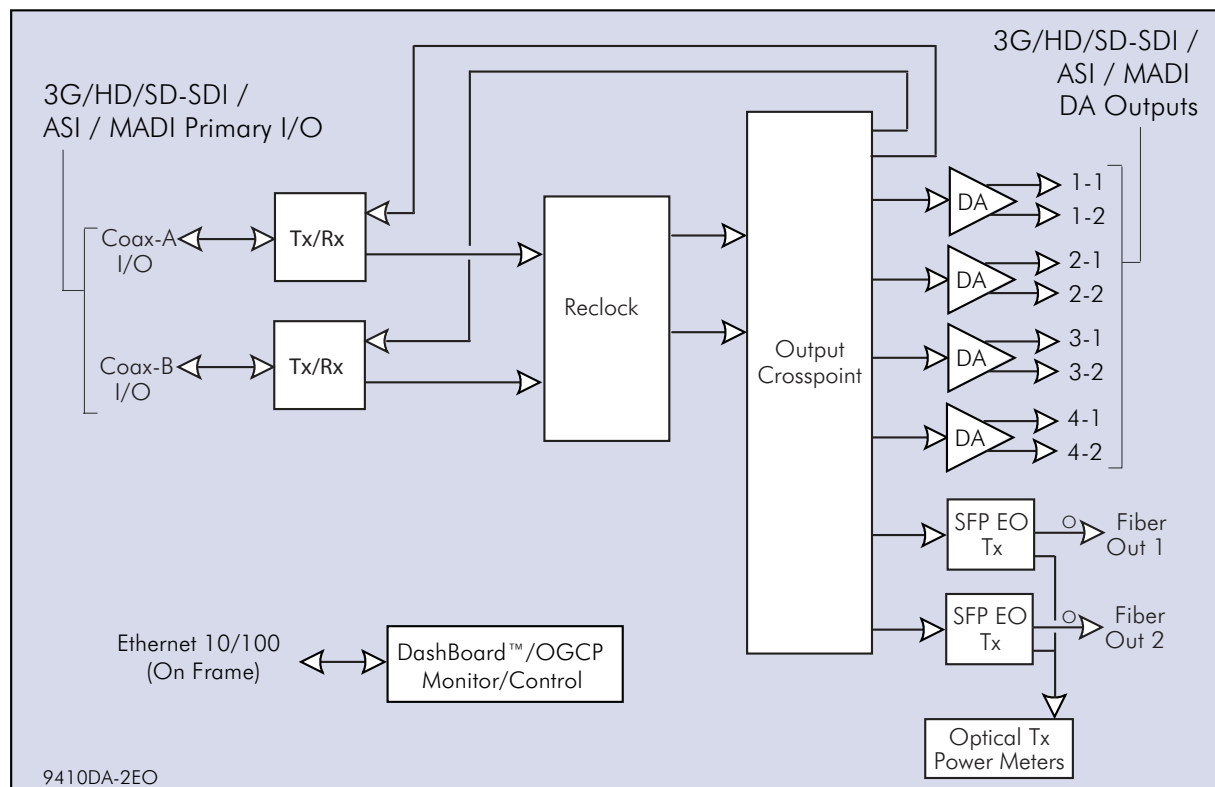 3G/HD/SD-SDI /
ASI / MADI Primary I/O
3G/HD/SD-SDI /
ASI / MADI
DA Outputs
Coax-A
I/O
Tx/Rx
Coax-B
I/O
Tx/Rx
Reclock
Output
Crosspoint
DA
1-1
1-2
DA
2-1
2-2
DA
3-1
3-2
DA
4-1
4-2
SFP EO
Tx
Fiber
Out 1
SFP EO
Tx
Fiber
Out 2
Optical Tx
Power Meters
Ethernet 10/100
(On Frame)
DashBoard™/OGCP
Monitor/Control
9410DA-2EO